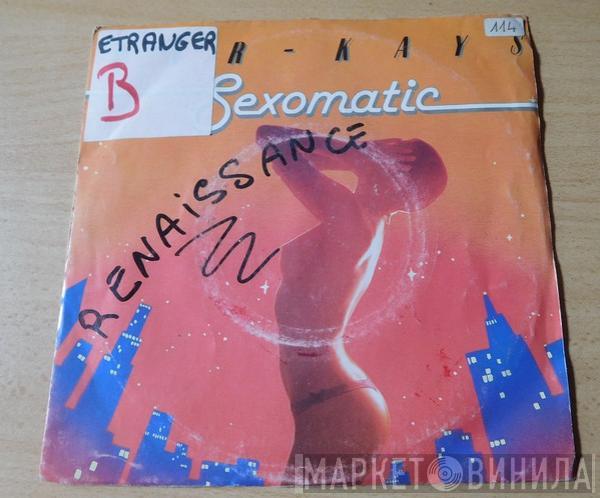 ETRANGER
B
R-KAYS
114
Sexomatic
RENAISSANCE
МАРКЕТ ВИНИЛА